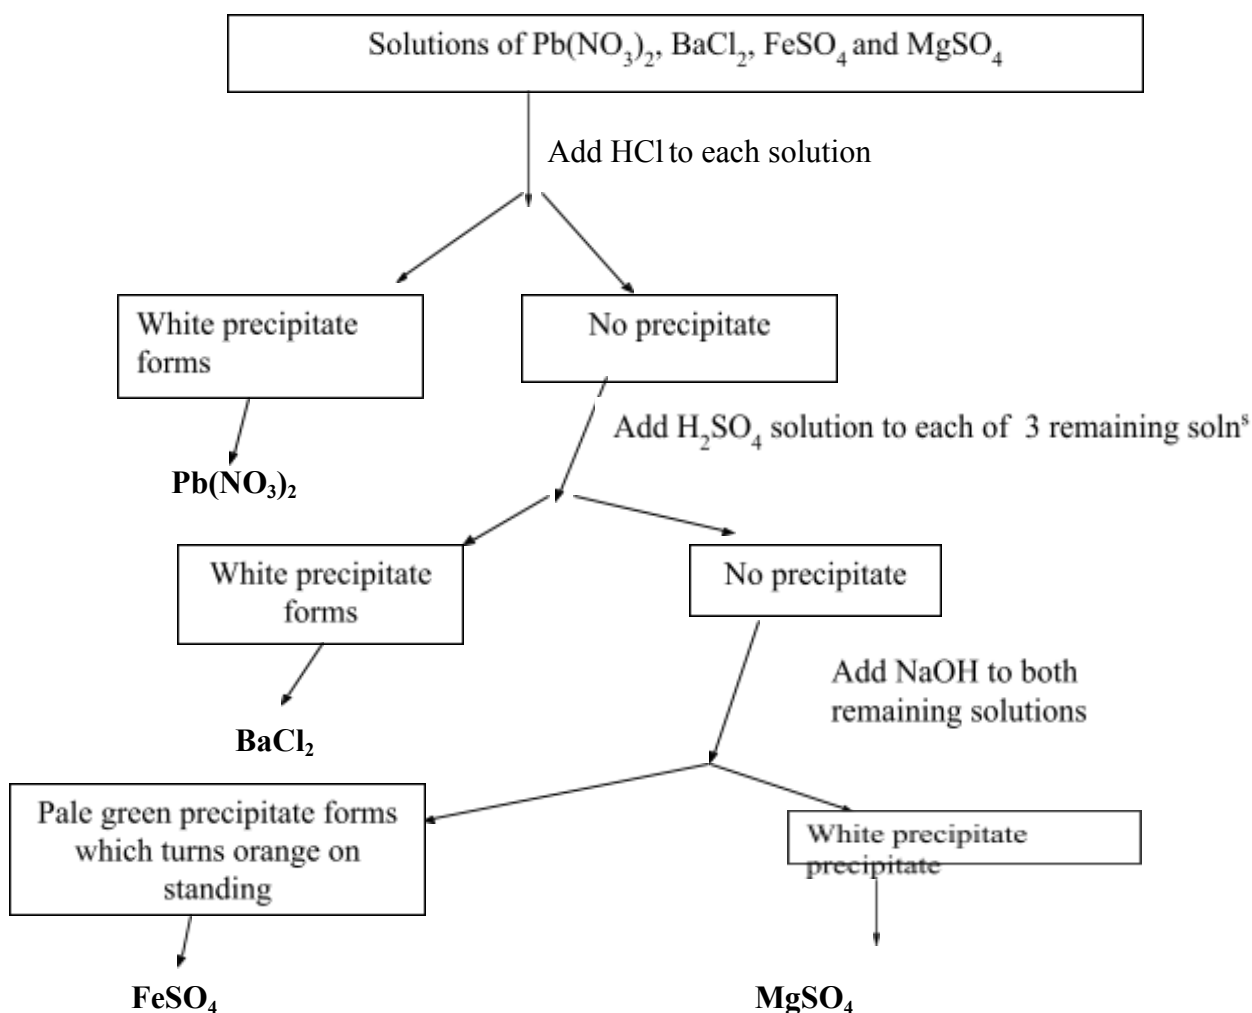 Solutions of Pb(NO₃)₂, BaCl₂, FeSO₄ and MgSO₄
Add HCl to each solution
White precipitate
forms
No precipitate
Add H₂SO₄ solution to each of 3 remaining solnˢ
Pb(NO₃)₂
White precipitate
forms
No precipitate
Add NaOH to both
remaining solutions
BaCl₂
Pale green precipitate forms
which turns orange on
standing
White precipitate
precipitate
FeSO₄
MgSO₄